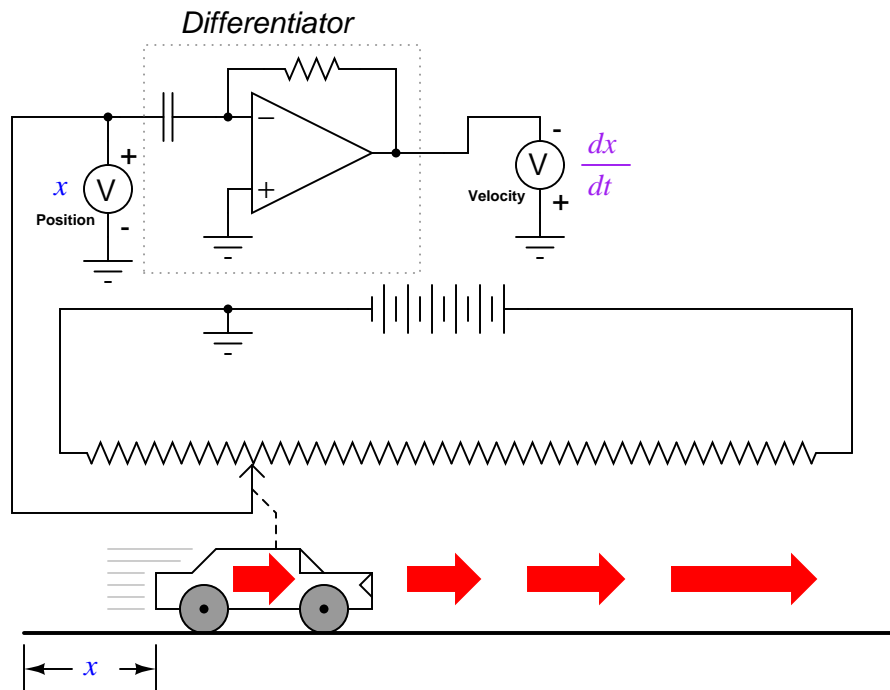 Differentiator
x
Position
+
V
-
−
+
-
V
+
Velocity
dx
dt
x